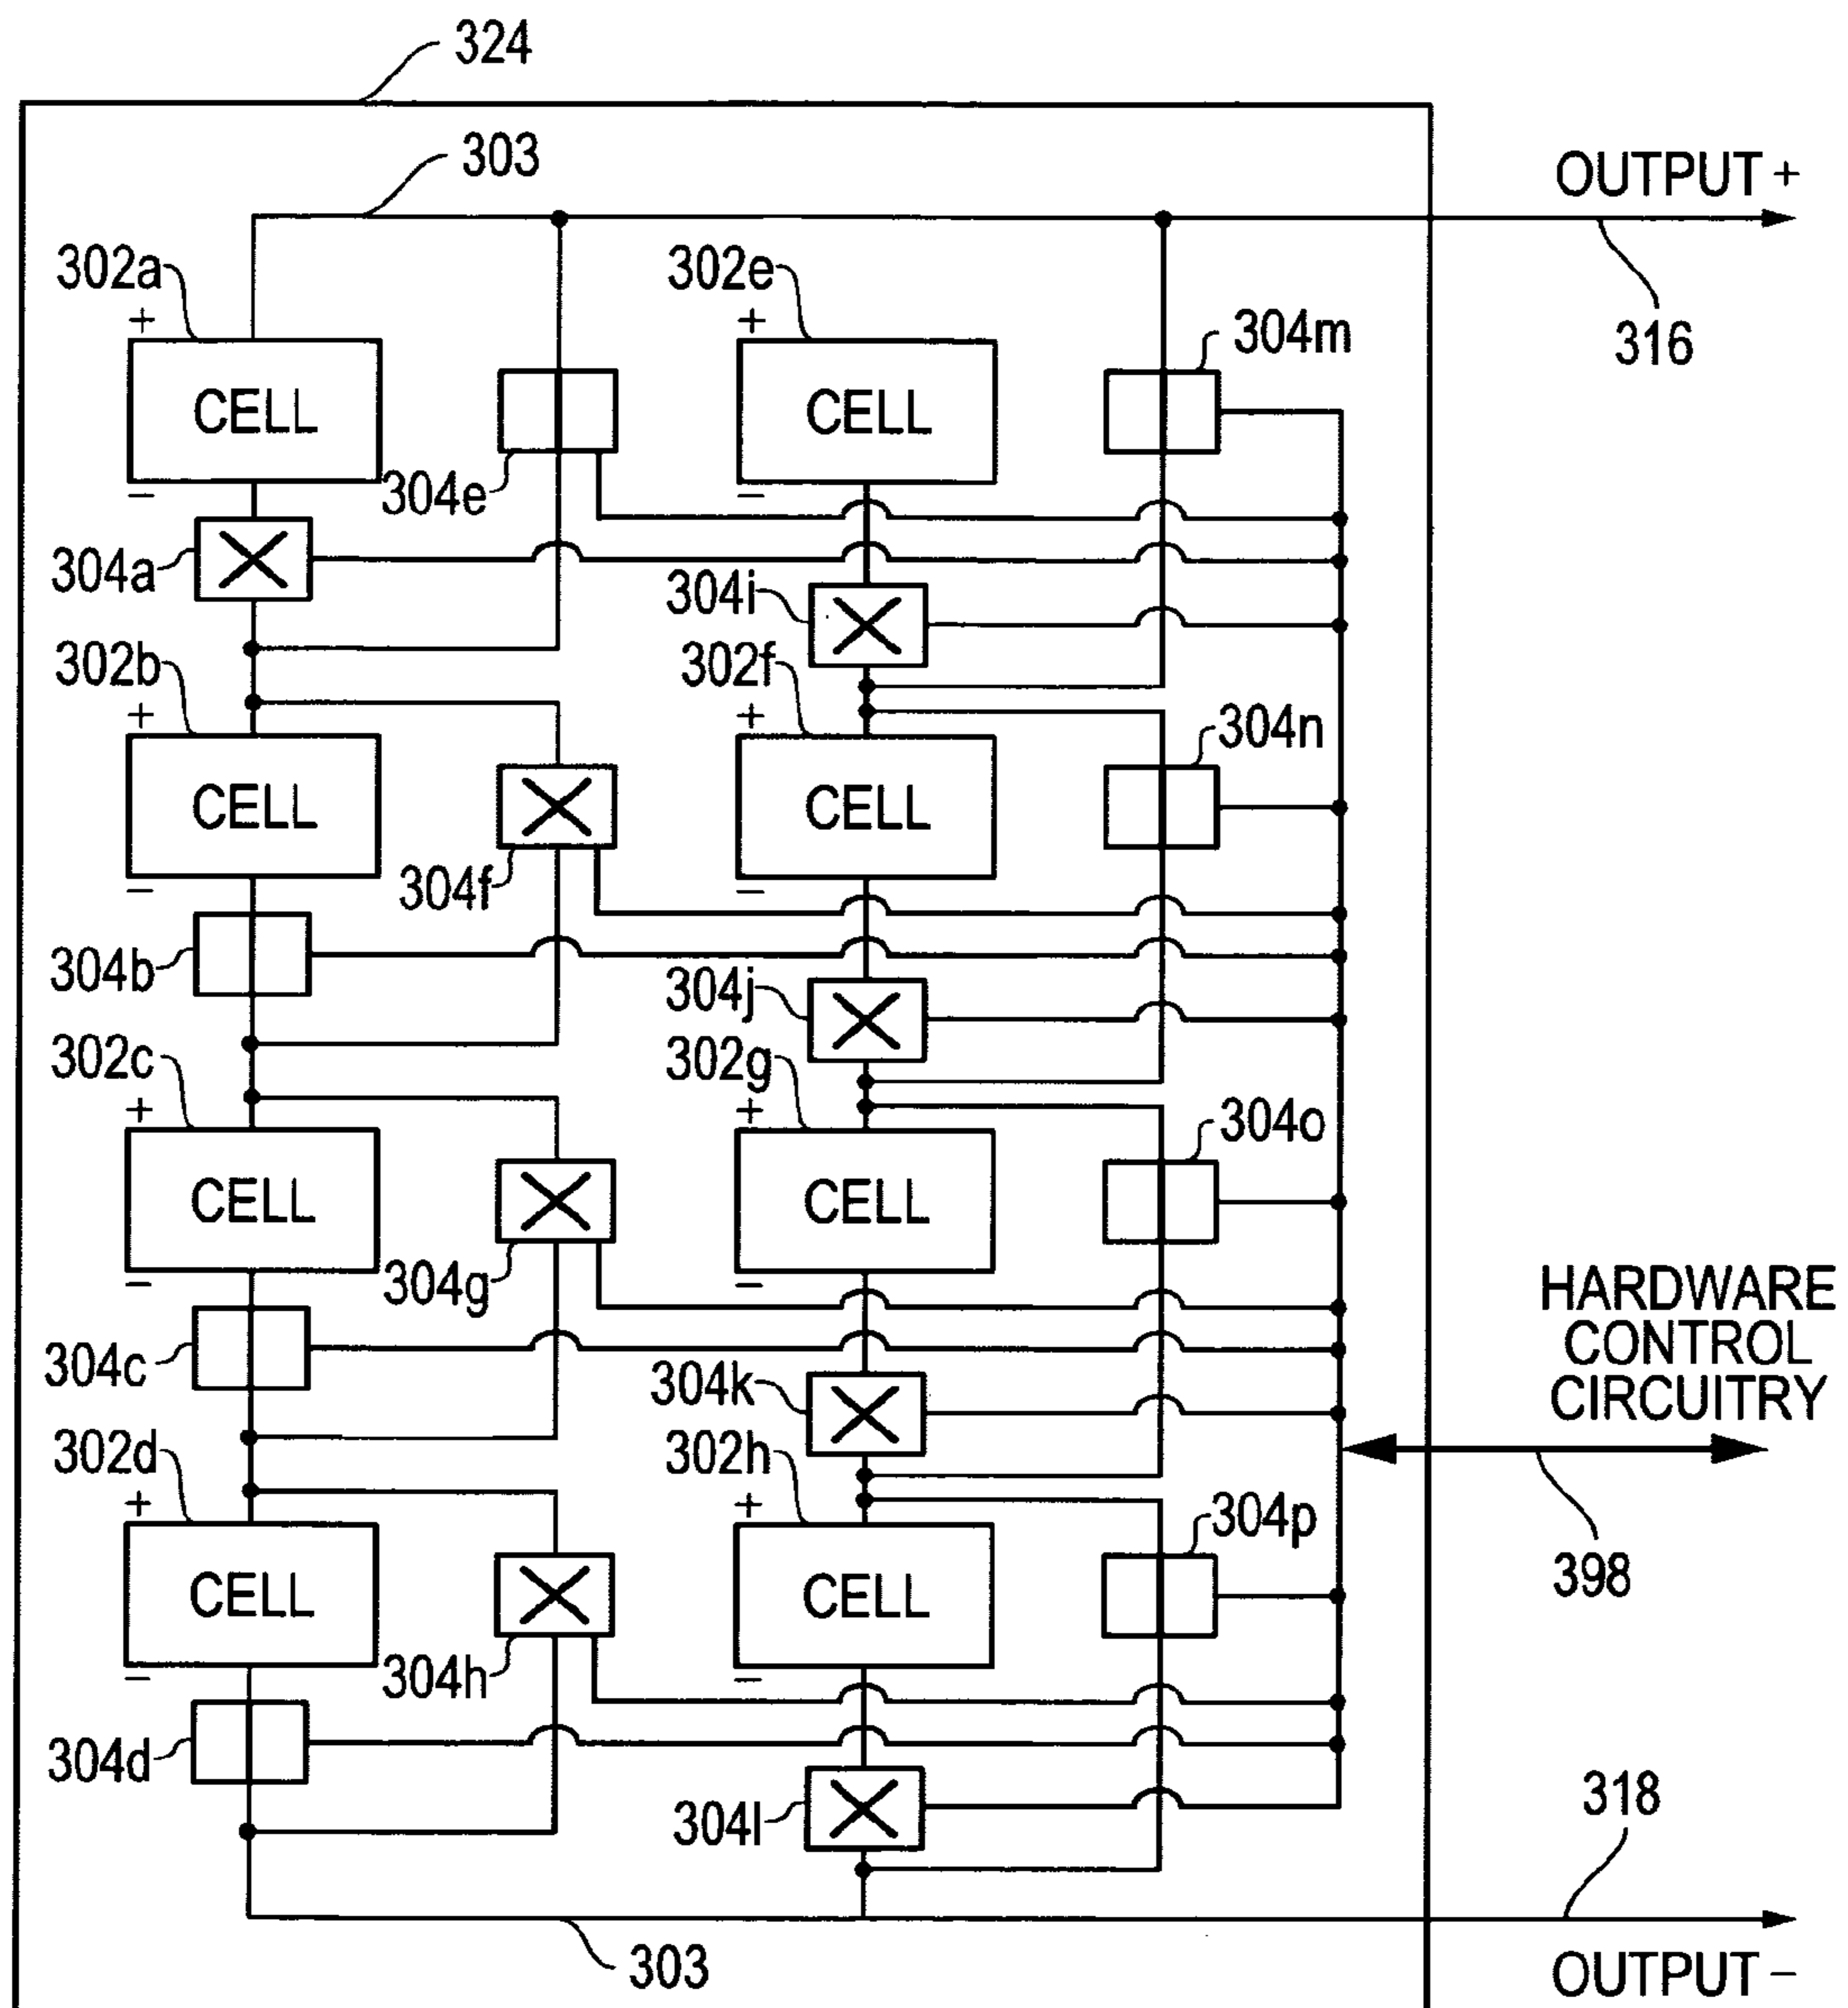 324
303
OUTPUT +
316
302a
+
CELL
−
304e
302e
+
CELL
−
304m
304a
304i
302b
+
CELL
−
304f
302f
+
CELL
−
304n
304b
304j
302c
+
CELL
−
304g
302g
+
CELL
−
304o
HARDWARE
CONTROL
CIRCUITRY
398
304c
304k
302d
+
CELL
−
304h
302h
+
CELL
−
304p
304d
304l
318
303
OUTPUT −